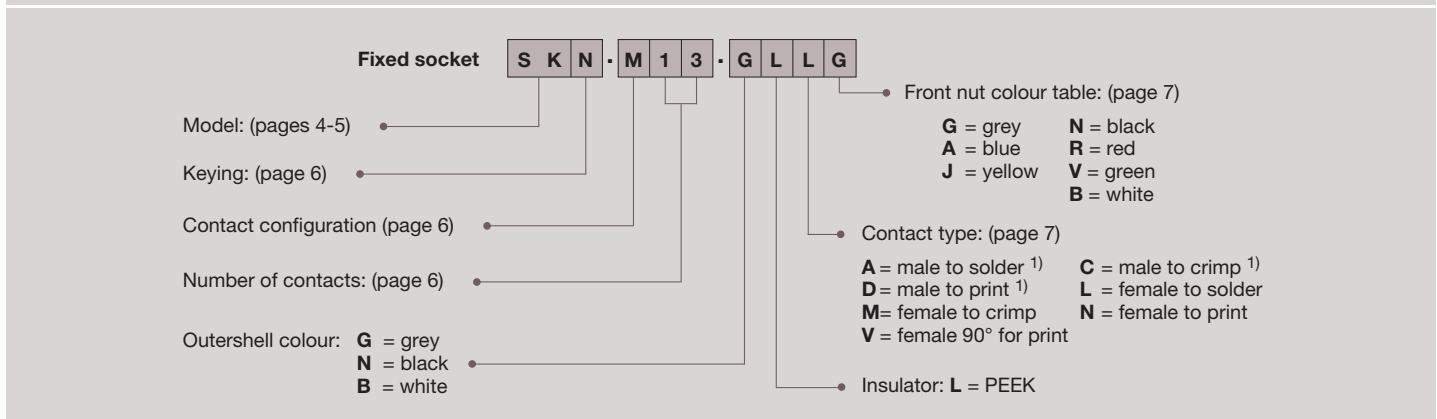 Fixed socket S K N . M 1 3 . G L L G
Front nut colour table: (page 7)
G = grey N = black
A = blue R = red
J = yellow V = green
B = white
Model: (pages 4-5)
Keying: (page 6)
Contact configuration (page 6)
Number of contacts: (page 6)
Outershell colour: G = grey
N = black
B = white
Contact type: (page 7)
A = male to solder 1) C = male to crimp 1)
D = male to print 1) L = female to solder
M= female to crimp N = female to print
V = female 90° for print
Insulator: L = PEEK